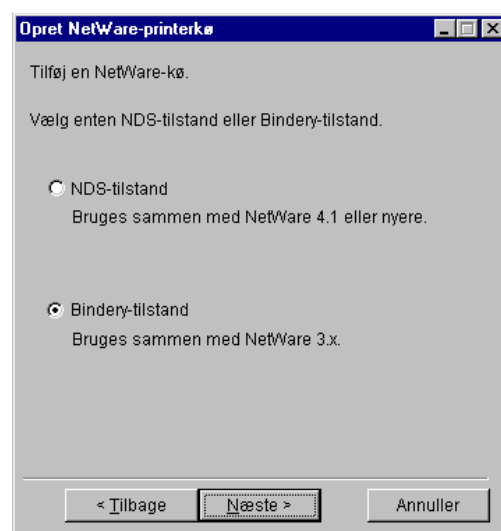 Opret NetWare-printerkø
Tilføj en NetWare-kø.
Vælg enten NDS-tilstand eller Bindery-tilstand.
NDS-tilstand
Bruges sammen med NetWare 4.1 eller nyere.
Bindery-tilstand
Bruges sammen med NetWare 3.x.
< Tilbage Næste > Annuller